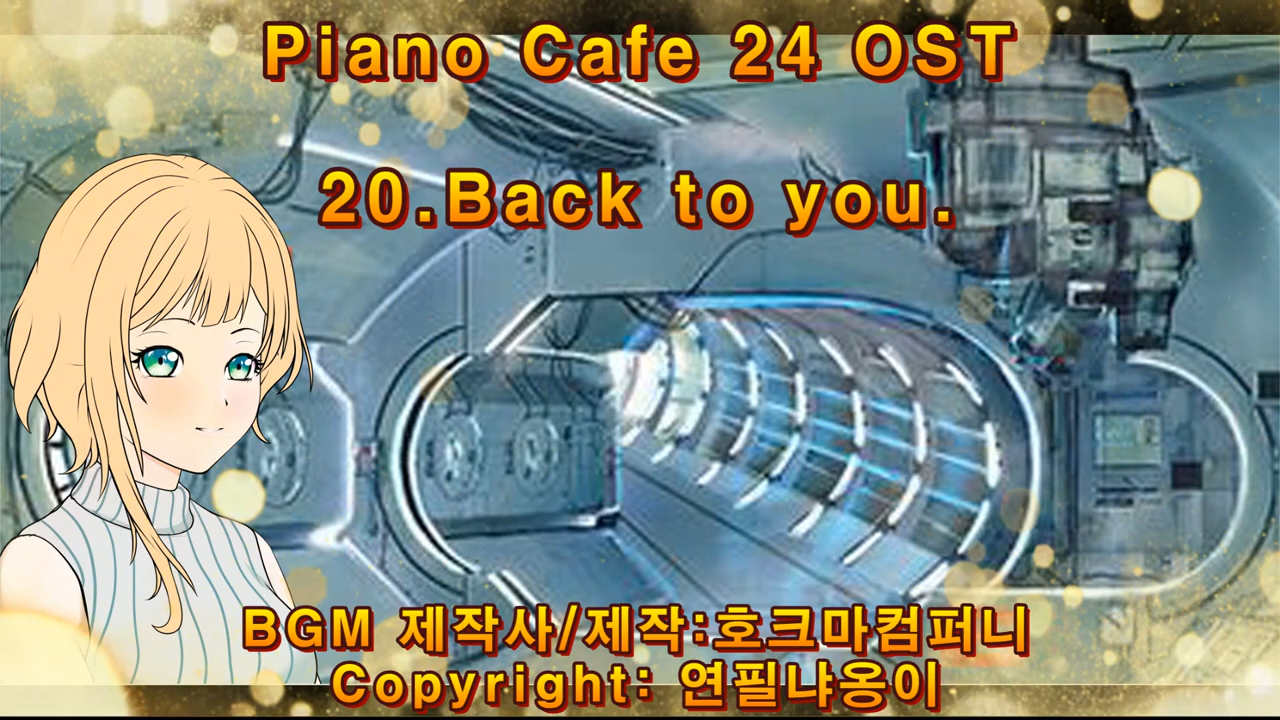 Piano Cafe 24 OST
20.Back to you.
BGM 제작사/제작:호크마컴퍼니
Copyright: 연필냐옹이